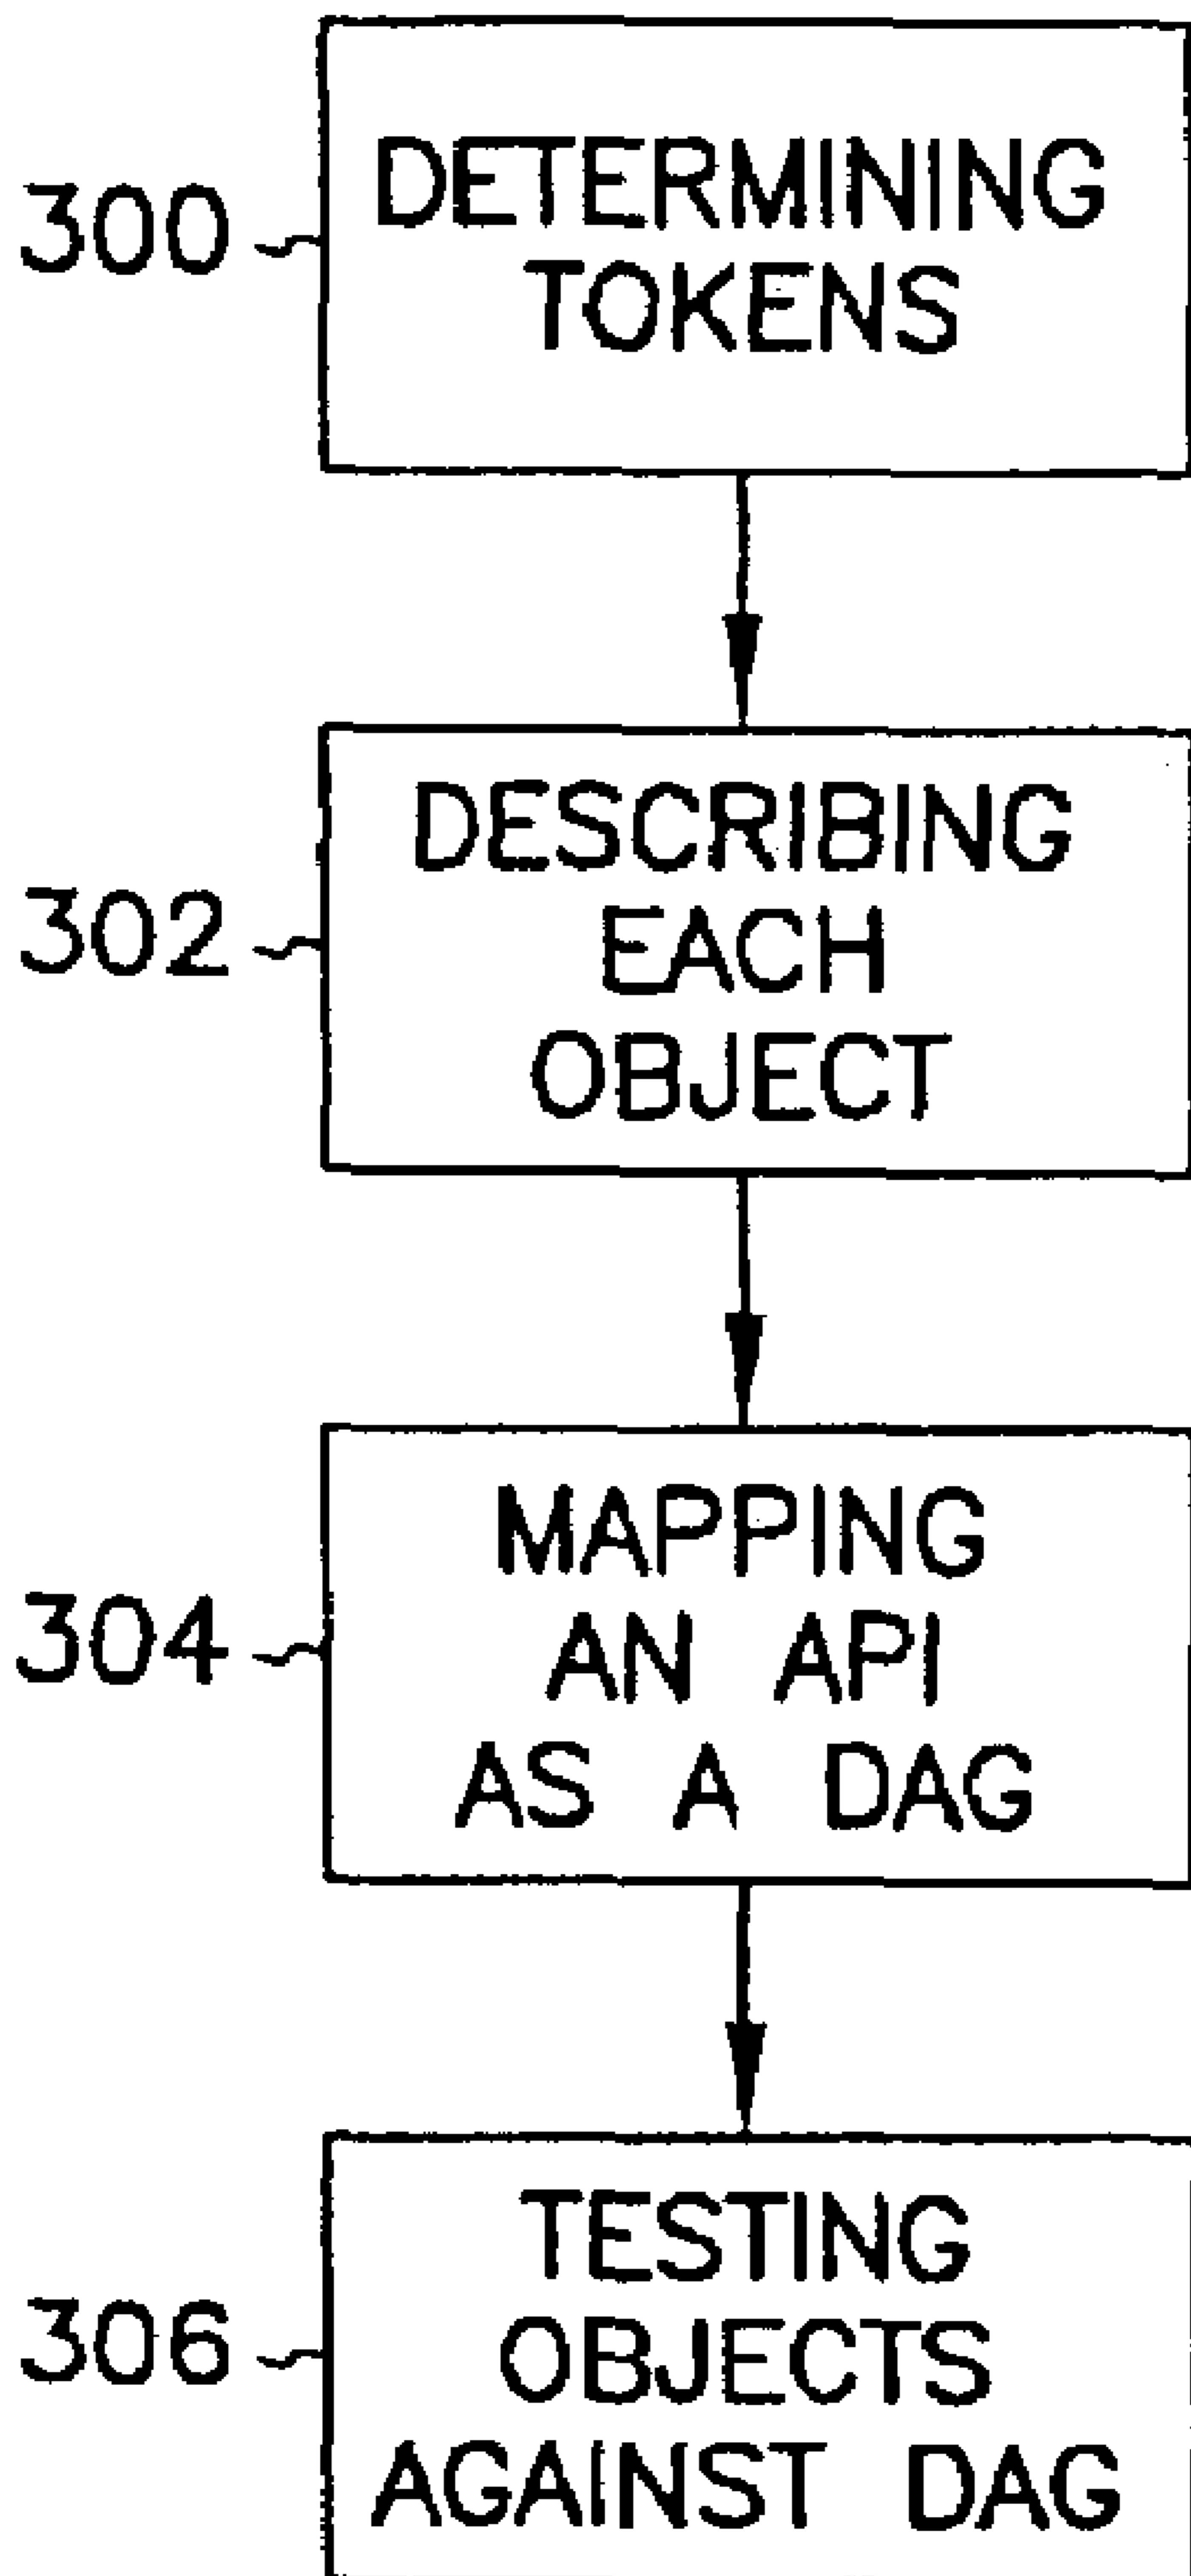 300
DETERMINING
TOKENS
302
DESCRIBING
EACH
OBJECT
304
MAPPING
AN API
AS A DAG
306
TESTING
OBJECTS
AGAINST DAG